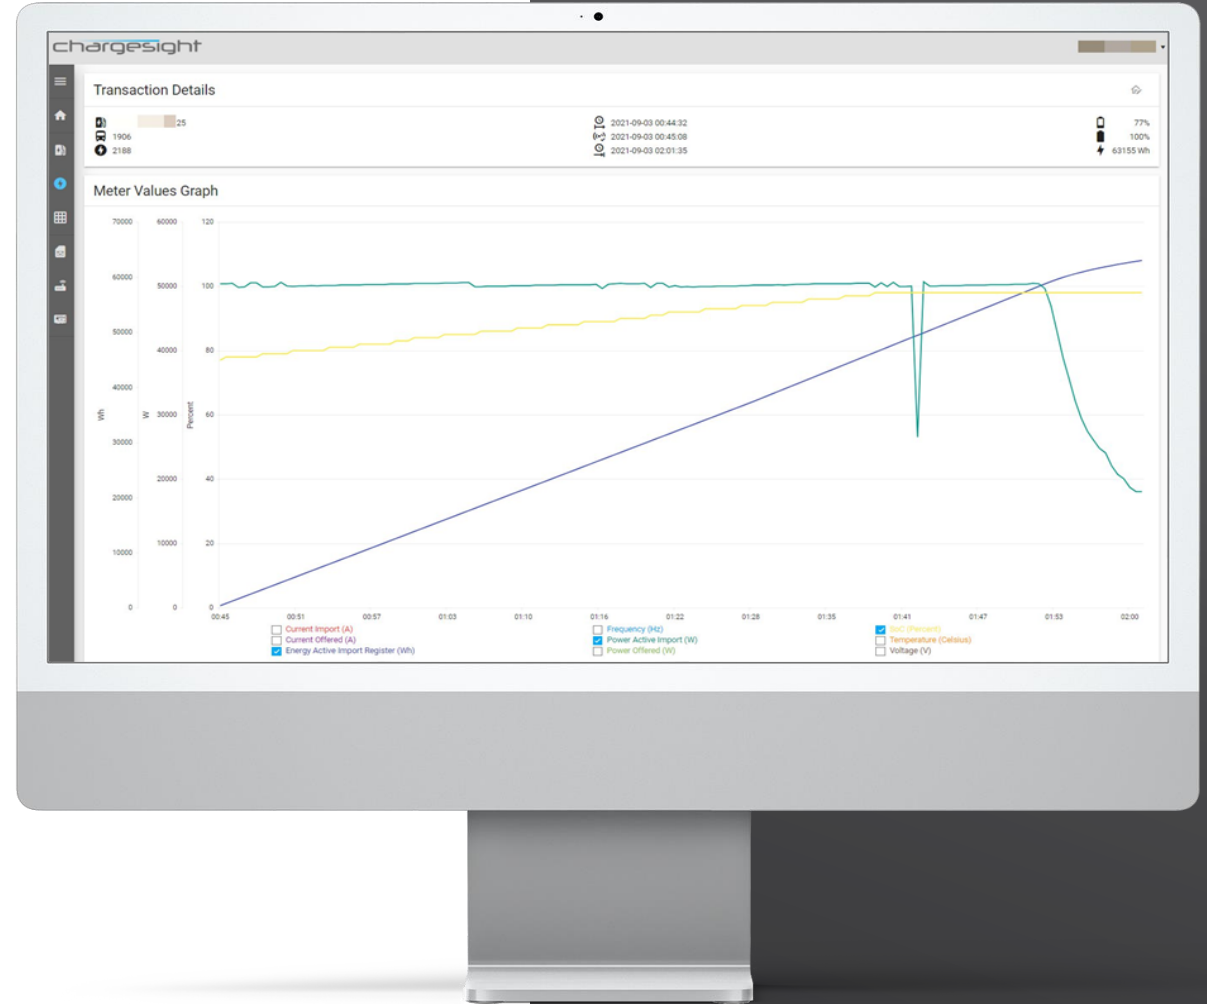 chargesight
Transaction Details
25 2021-09-03 00:44:32 77%
1906 2021-09-03 00:45:08 100%
2188 2021-09-03 02:01:35 63155 Wh
Meter Values Graph
70000 60000 120
60000 50000 100
50000 40000 80
40000
Wh W 30000 Percent 60
30000
20000 40
20000
10000 20
10000
0 0 0
00:45 00:51 00:57 01:03 01:10 01:16 01:22 01:28 01:35 01:41 01:47 01:53 02:00
Current Import (A) Frequency (Hz) SoC (Percent)
Current Offered (A) Power Active Import (W) Temperature (Celsius)
Energy Active Import Register (Wh) Power Offered (W) Voltage (V)